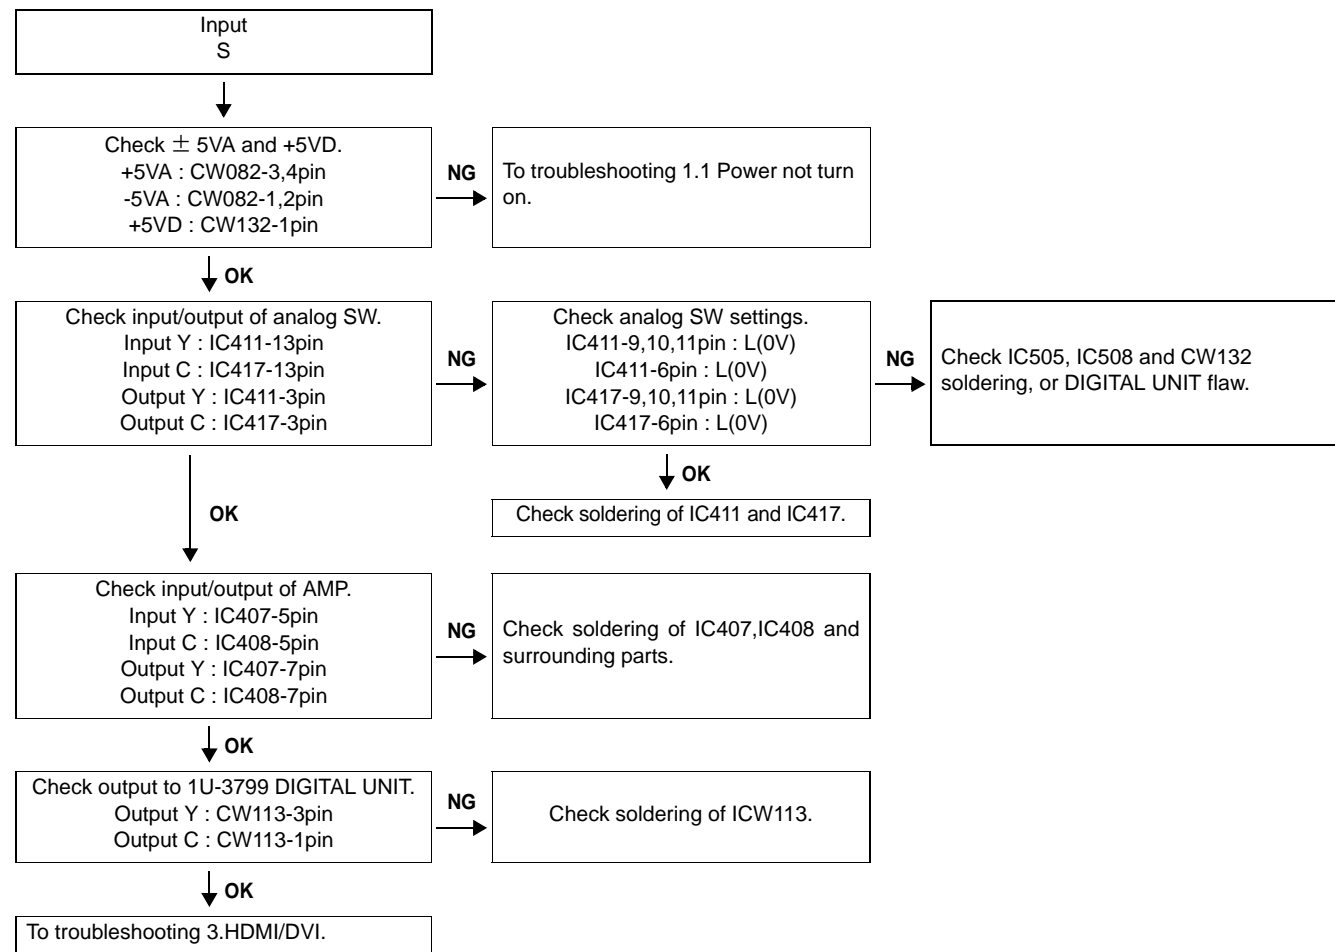 Input
S
Check ± 5VA and +5VD.
+5VA : CW082-3,4pin
-5VA : CW082-1,2pin
+5VD : CW132-1pin
NG
To troubleshooting 1.1 Power not turn
on.
OK
Check input/output of analog SW.
Input Y : IC411-13pin
Input C : IC417-13pin
Output Y : IC411-3pin
Output C : IC417-3pin
NG
Check analog SW settings.
IC411-9,10,11pin : L(0V)
IC411-6pin : L(0V)
IC417-9,10,11pin : L(0V)
IC417-6pin : L(0V)
NG
Check IC505, IC508 and CW132
soldering, or DIGITAL UNIT flaw.
OK
Check soldering of IC411 and IC417.
OK
Check input/output of AMP.
Input Y : IC407-5pin
Input C : IC408-5pin
Output Y : IC407-7pin
Output C : IC408-7pin
NG
Check soldering of IC407,IC408 and
surrounding parts.
OK
Check output to 1U-3799 DIGITAL UNIT.
Output Y : CW113-3pin
Output C : CW113-1pin
NG
Check soldering of ICW113.
OK
To troubleshooting 3.HDMI/DVI.